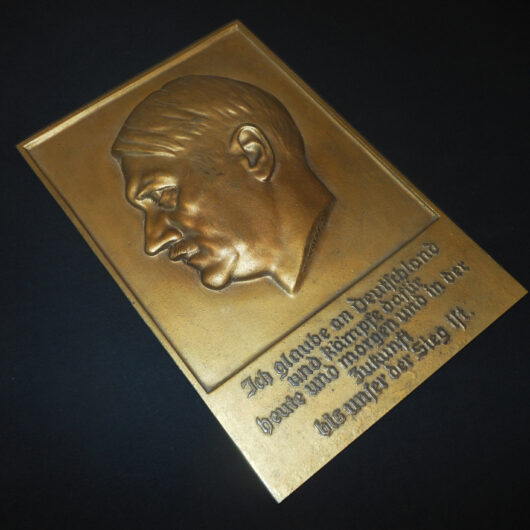 Ich glaube an Deutschland
und kämpfe dafür
heute und morgen und in der
Zukunft
bis unser der Sieg ist.